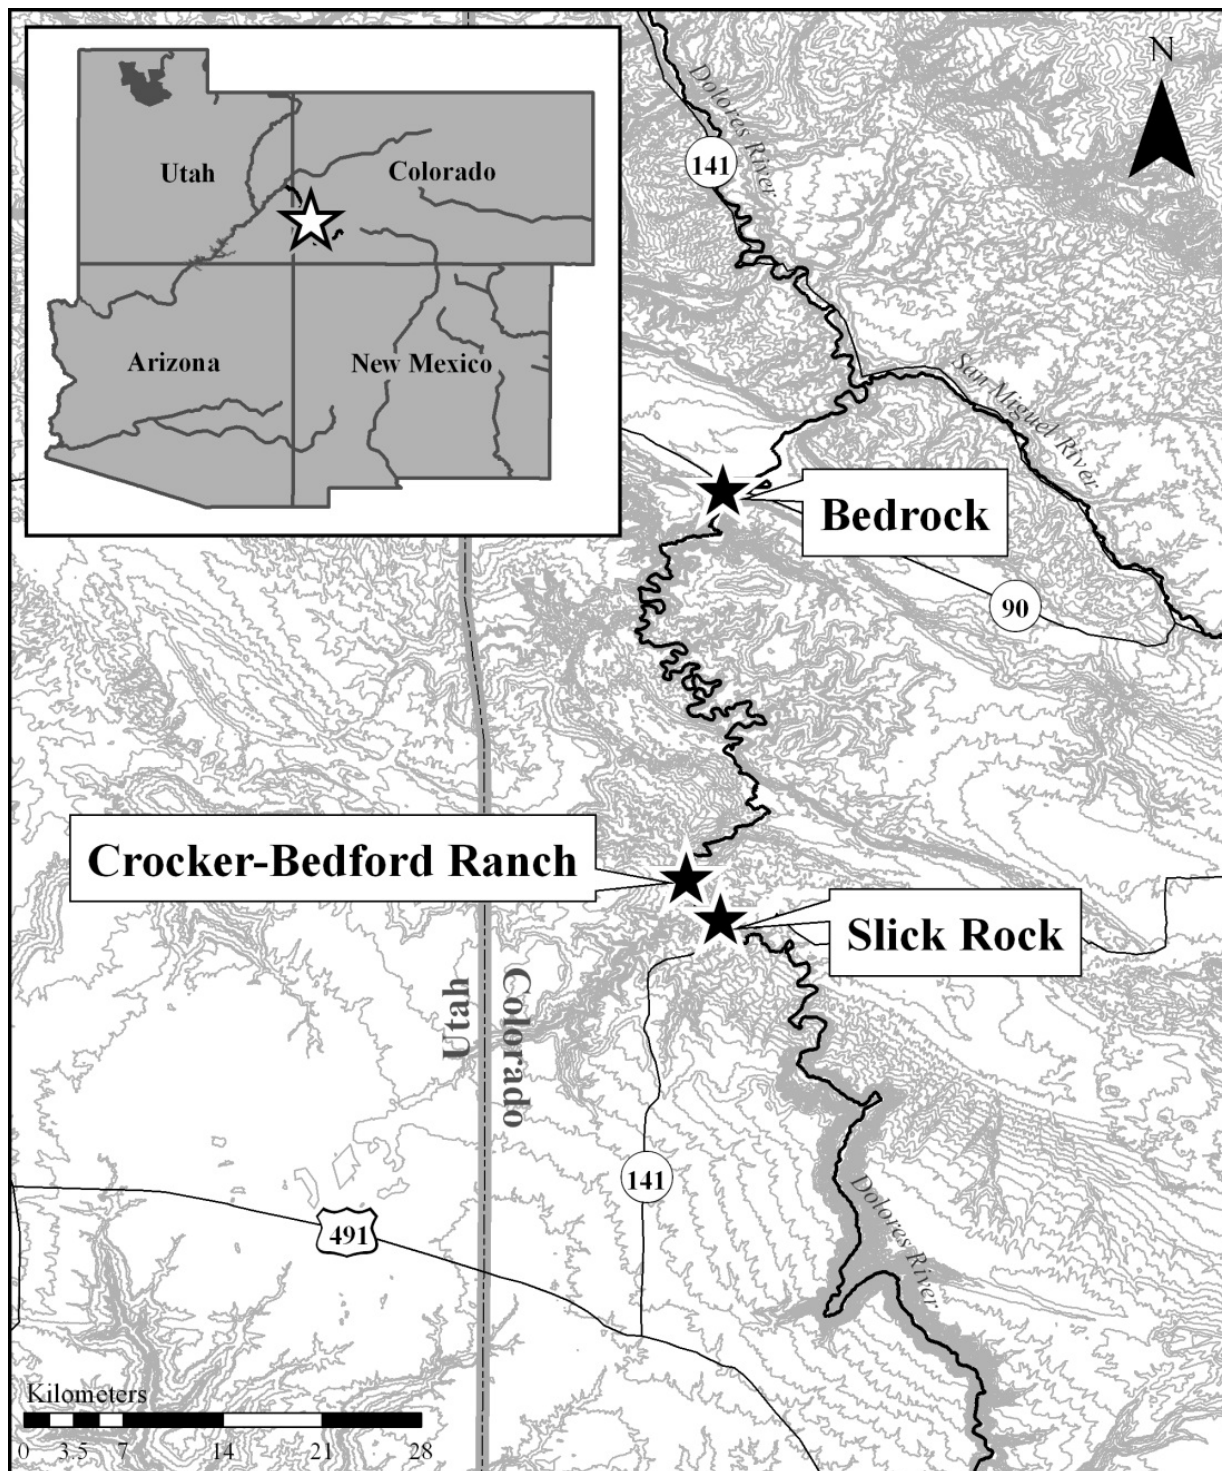 N
Dolores River
141
Utah
Colorado
Arizona
New Mexico
San Miguel River
Bedrock
90
Crocker-Bedford Ranch
Slick Rock
Utah
Colorado
141
Dolores River
491
Kilometers
0 3.5 7 14 21 28